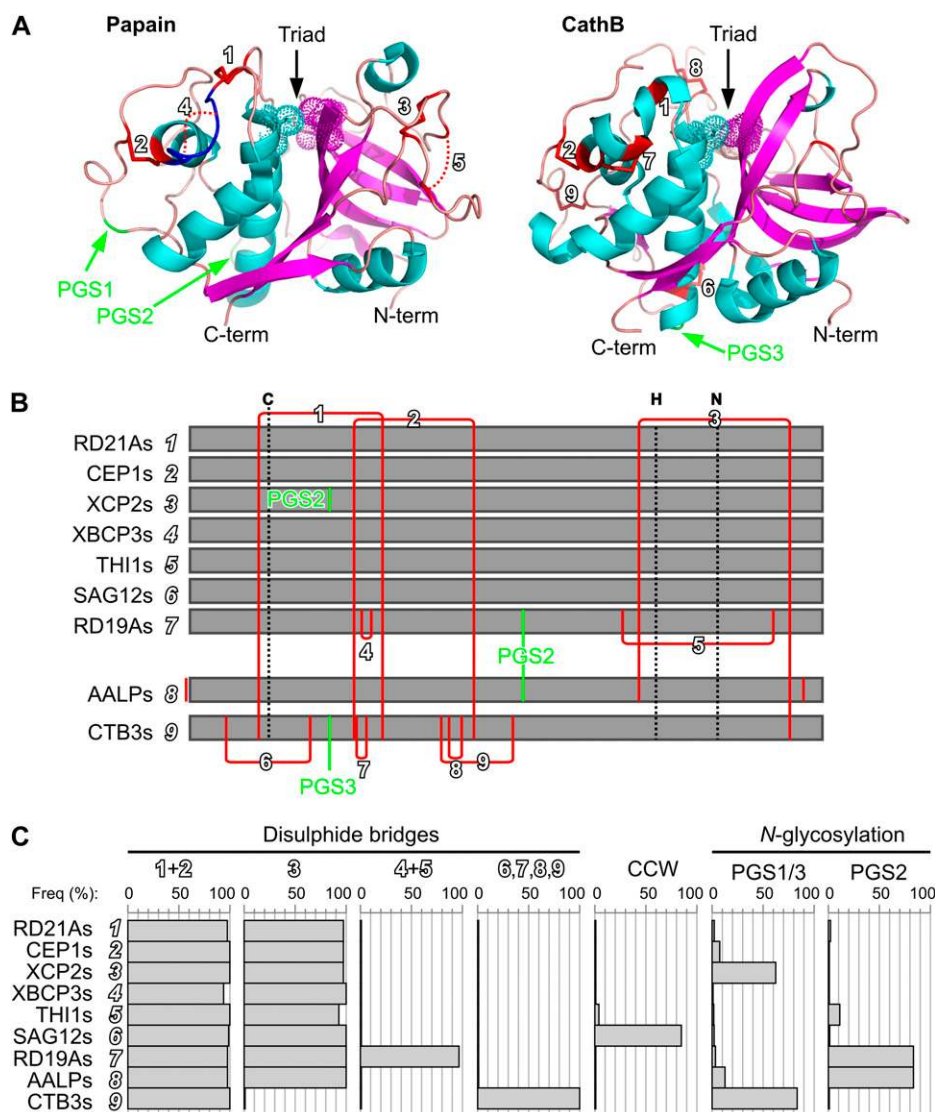 A
Papain
Triad
1
4
2
3
5
PGS1
PGS2
C-term
N-term
CathB
Triad
8
1
2
7
9
6
C-term
N-term
PGS3
B
C H N
1 2 3
RD21As 1
CEP1s 2
XCP2s 3
PGS2
XBCP3s 4
THI1s 5
SAG12s 6
RD19As 7
4 5
PGS2
AALPs 8
CTB3s 9
6 7 8 9
PGS3
C
Disulphide bridges
N-glycosylation
1+2 3 4+5 6,7,8,9 CCW PGS1/3 PGS2
Freq (%): 0 50 100 0 50 100 0 50 100 0 50 100 0 50 100 0 50 100 0 50 100
RD21As 1
CEP1s 2
XCP2s 3
XBCP3s 4
THI1s 5
SAG12s 6
RD19As 7
AALPs 8
CTB3s 9